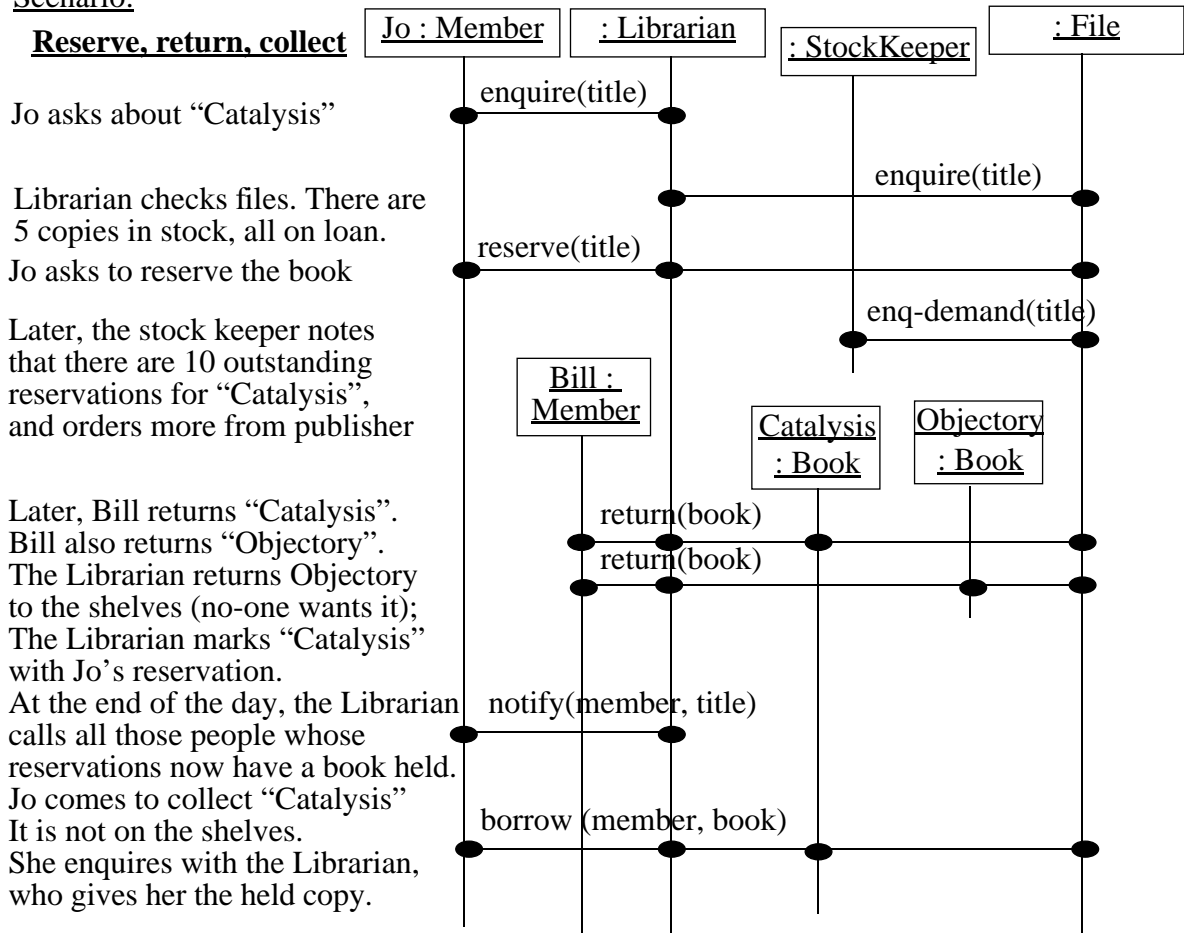 Scenario:
Reserve, return, collect
Jo : Member
: Librarian
: StockKeeper
: File
enquire(title)
Jo asks about “Catalysis”
enquire(title)
Librarian checks files. There are
5 copies in stock, all on loan.
reserve(title)
Jo asks to reserve the book
enq-demand(title)
Later, the stock keeper notes
that there are 10 outstanding
reservations for “Catalysis”,
and orders more from publisher
Bill :
Member
Catalysis
: Book
Objectory
: Book
Later, Bill returns “Catalysis”.
return(book)
Bill also returns “Objectory”.
return(book)
The Librarian returns Objectory
to the shelves (no-one wants it);
The Librarian marks “Catalysis”
with Jo’s reservation.
At the end of the day, the Librarian
notify(member, title)
calls all those people whose
reservations now have a book held.
Jo comes to collect “Catalysis”
It is not on the shelves.
borrow (member, book)
She enquires with the Librarian,
who gives her the held copy.